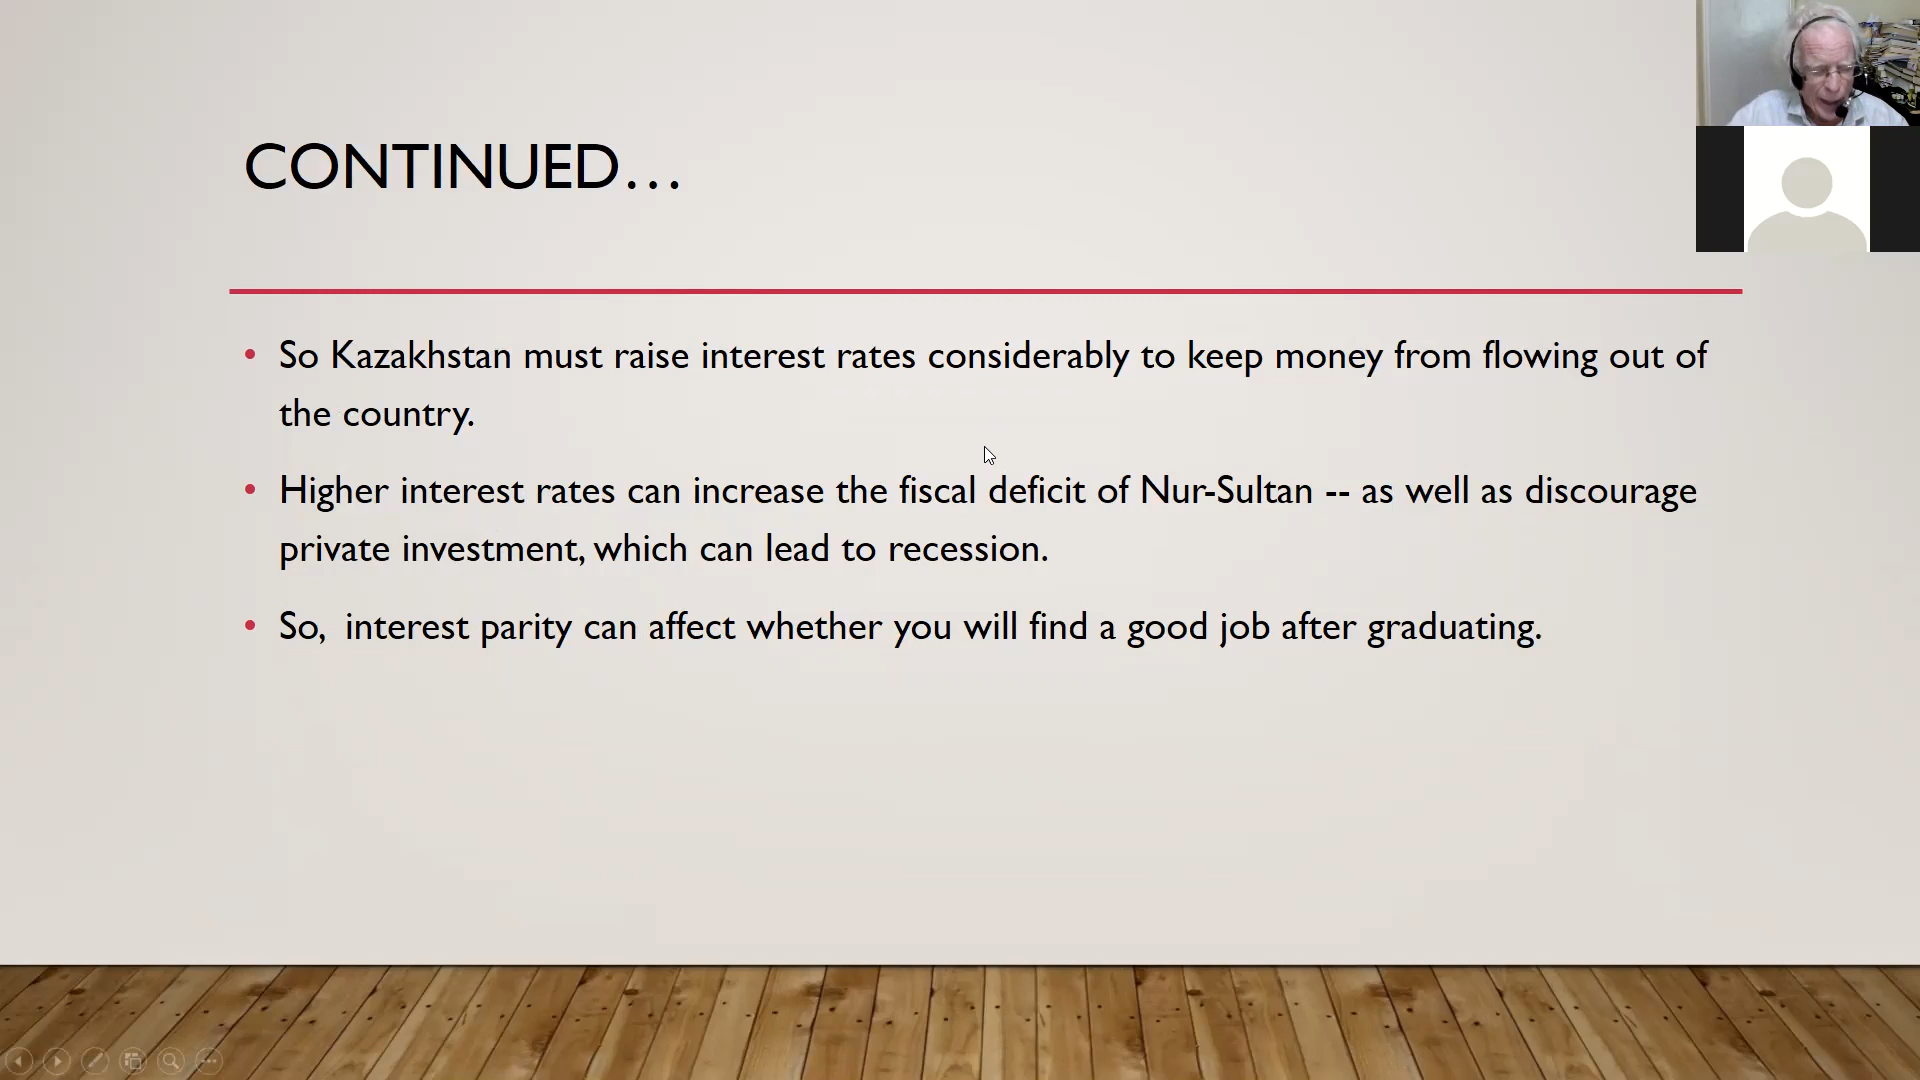 CONTINUED…
• So Kazakhstan must raise interest rates considerably to keep money from flowing out of
the country.
• Higher interest rates can increase the fiscal deficit of Nur-Sultan -- as well as discourage
private investment, which can lead to recession.
• So,  interest parity can affect whether you will find a good job after graduating.